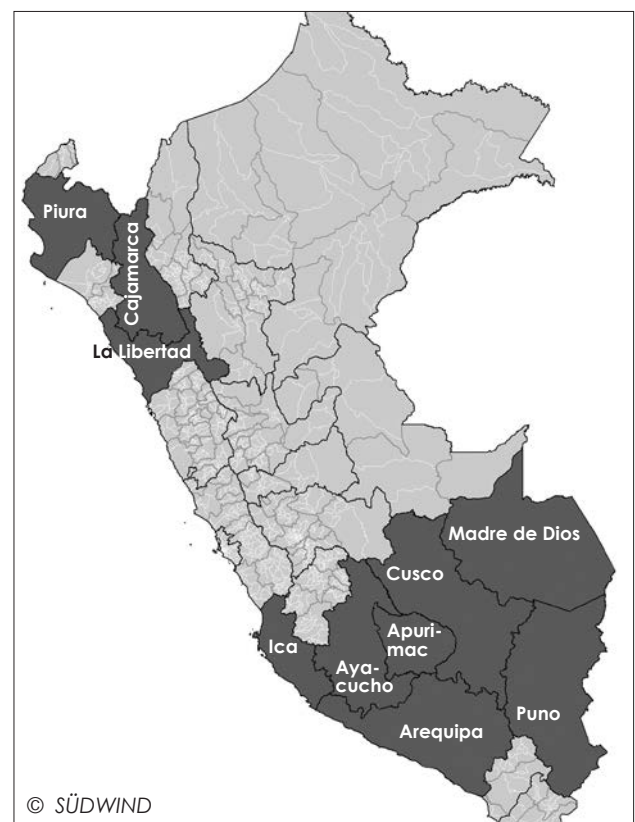 Piura
Cajamarca
La Libertad
Madre de Dios
Cusco
Apuri-
mac
Ica
Aya-
cucho
Puno
Arequipa
© SÜDWIND